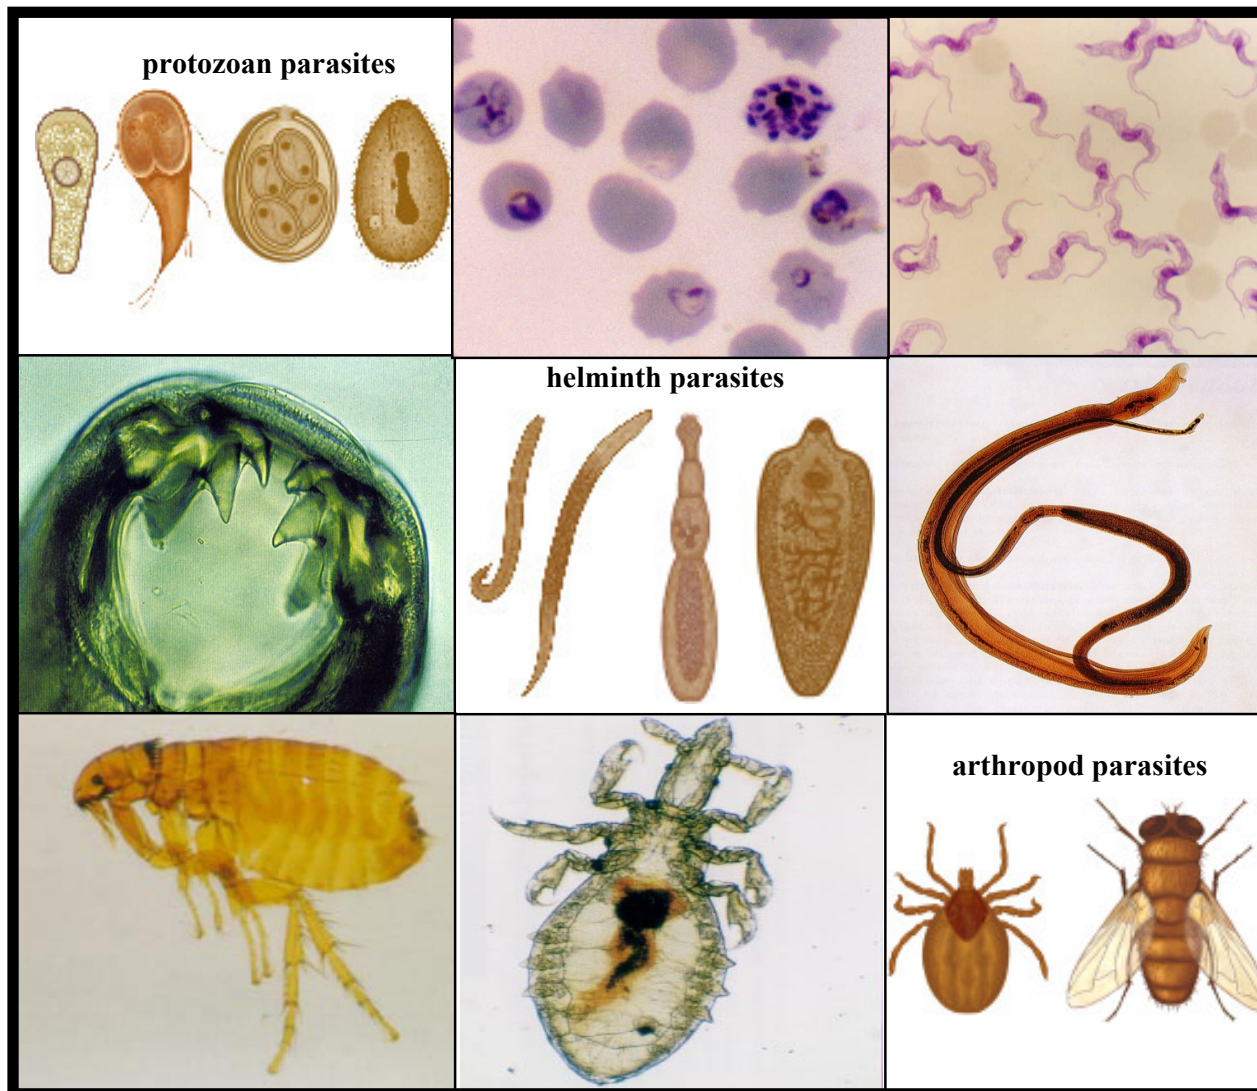 protozoan parasites
helminth parasites
arthropod parasites